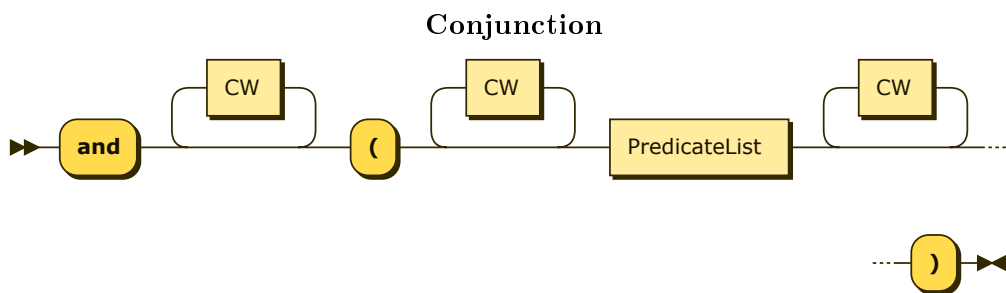 Conjunction
CW CW CW
and ( PredicateList
)